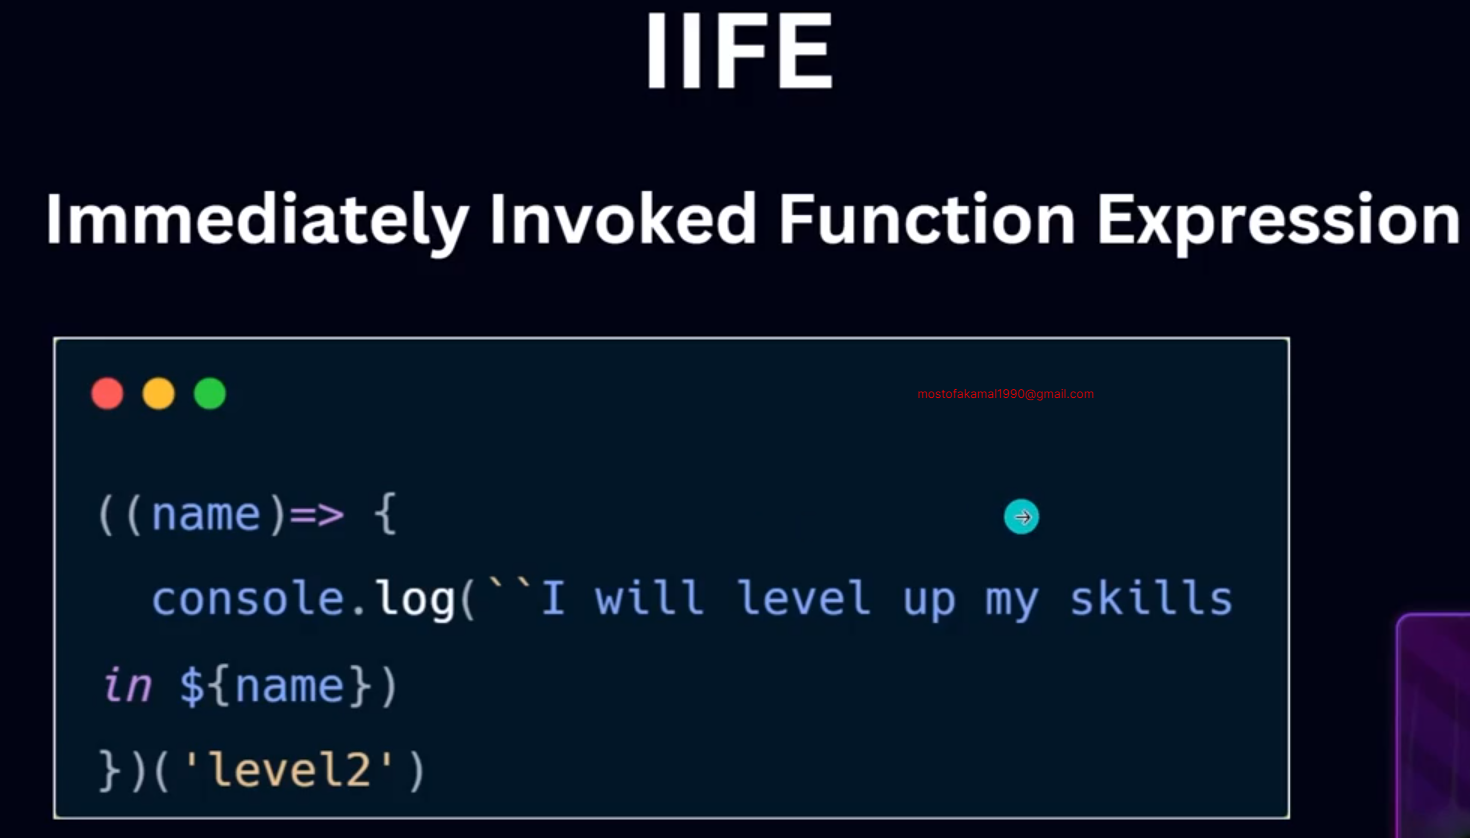 IIFE
Immediately Invoked Function Expression
mostofakamal1990@gmail.com
((name)=> {
  console.log(``I will level up my skills
in ${name})
})('level2')